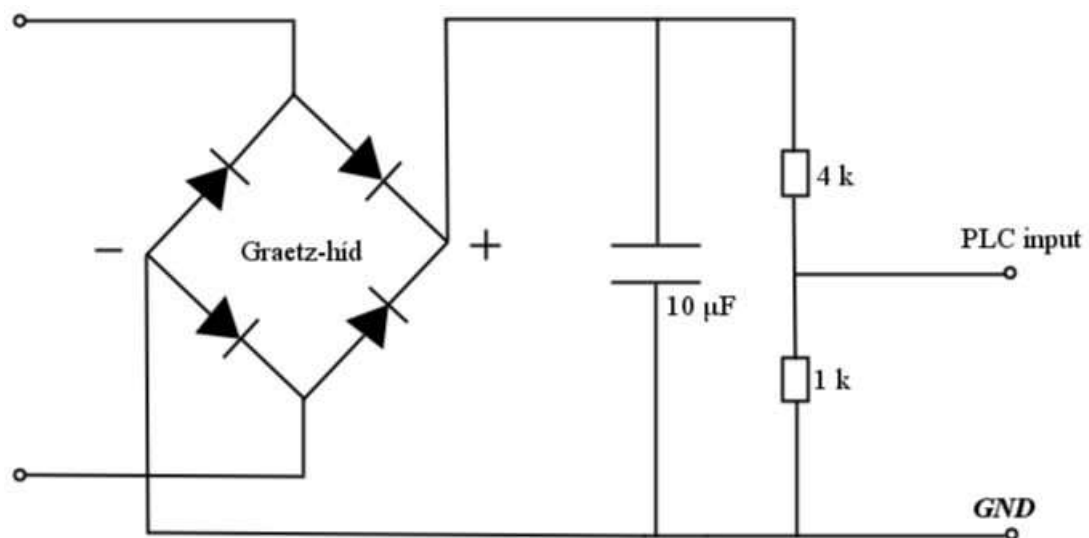 4 k
PLC input
− Graetz-híd +
10 µF
1 k
GND